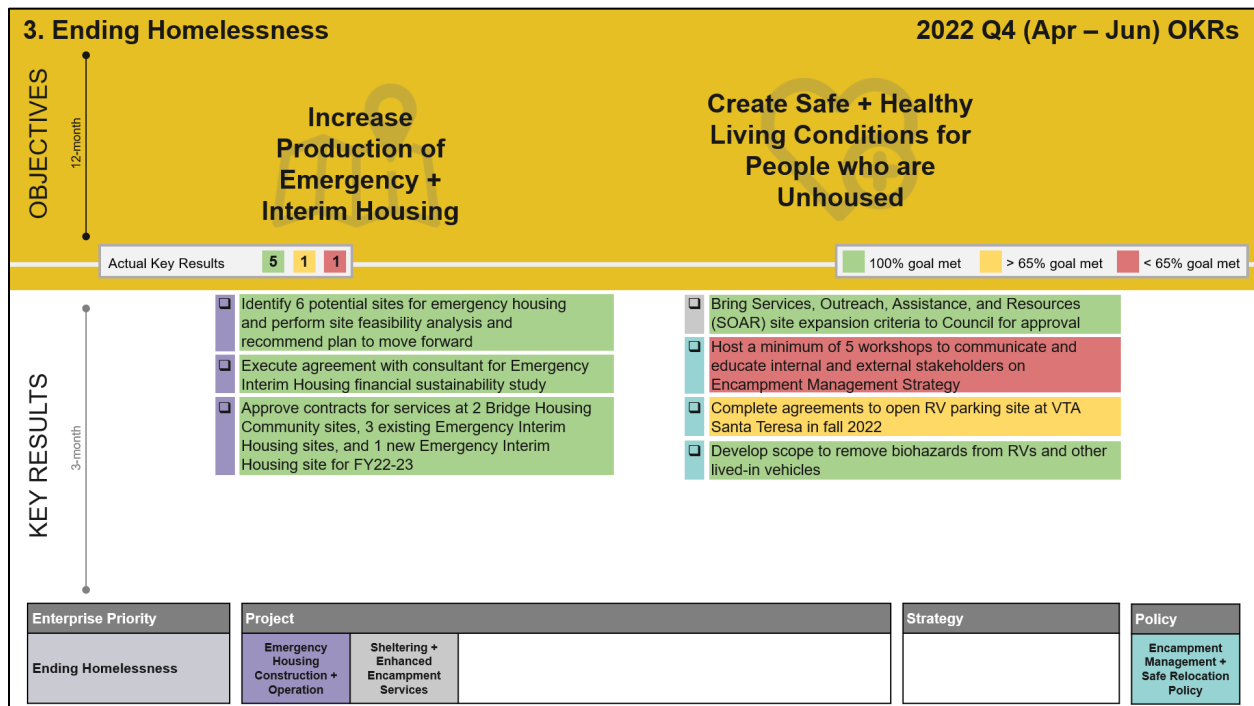 3. Ending Homelessness
2022 Q4 (Apr – Jun) OKRs
OBJECTIVES
12-month
Increase
Production of
Emergency +
Interim Housing
Create Safe + Healthy
Living Conditions for
People who are
Unhoused
Actual Key Results 5 1 1
100% goal met > 65% goal met < 65% goal met
KEY RESULTS
3-month
Identify 6 potential sites for emergency housing
and perform site feasibility analysis and
recommend plan to move forward
Execute agreement with consultant for Emergency
Interim Housing financial sustainability study
Approve contracts for services at 2 Bridge Housing
Community sites, 3 existing Emergency Interim
Housing sites, and 1 new Emergency Interim
Housing site for FY22-23
Bring Services, Outreach, Assistance, and Resources
(SOAR) site expansion criteria to Council for approval
Host a minimum of 5 workshops to communicate and
educate internal and external stakeholders on
Encampment Management Strategy
Complete agreements to open RV parking site at VTA
Santa Teresa in fall 2022
Develop scope to remove biohazards from RVs and other
lived-in vehicles
Enterprise Priority
Ending Homelessness
Project
Emergency
Housing
Construction +
Operation
Sheltering +
Enhanced
Encampment
Services
Strategy
Policy
Encampment
Management +
Safe Relocation
Policy